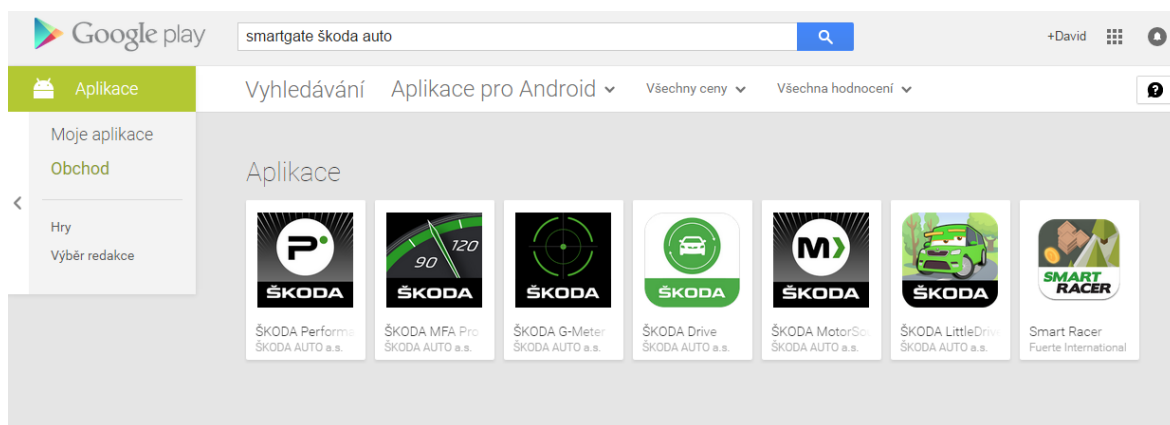 Google play
smartgate škoda auto
+David
Aplikace
Vyhledávání
Aplikace pro Android
Všechny ceny
Všechna hodnocení
Moje aplikace
Obchod
Hry
Výběr redakce
Aplikace
P
ŠKODA
90 120
ŠKODA
ŠKODA
ŠKODA
M
ŠKODA
ŠKODA
SMART
RACER
ŠKODA Performa
ŠKODA AUTO a.s.
ŠKODA MFA Pro
ŠKODA AUTO a.s.
ŠKODA G-Meter
ŠKODA AUTO a.s.
ŠKODA Drive
ŠKODA AUTO a.s.
ŠKODA MotorSo
ŠKODA AUTO a.s.
ŠKODA LittleDriv
ŠKODA AUTO a.s.
Smart Racer
Fuerte International